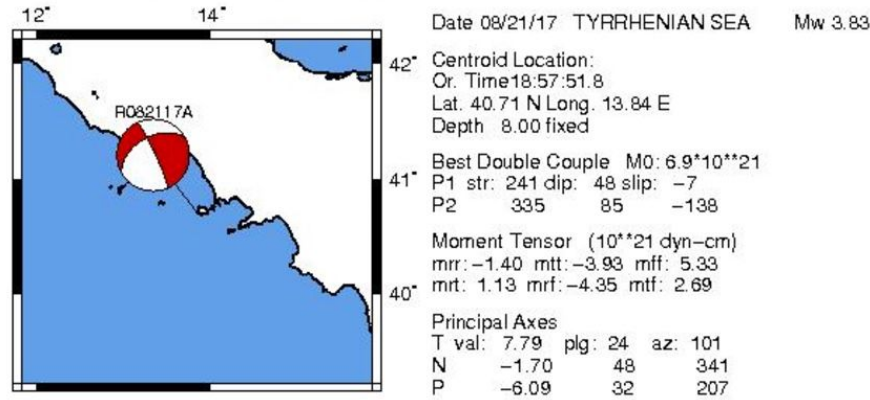 12° 14°
42°
R082117A
41°
40°
Date 08/21/17 TYRRHENIAN SEA Mw 3.83
Centroid Location:
Or. Time18:57:51.8
Lat. 40.71 N Long. 13.84 E
Depth 8.00 fixed
Best Double Couple M0: 6.9*10**21
P1 str: 241 dip: 48 slip: −7
P2 335 85 −138
Moment Tensor (10**21 dyn−cm)
mrr: −1.40 mtt: −3.93 mff: 5.33
mrt: 1.13 mrf: −4.35 mtf: 2.69
Principal Axes
T val: 7.79 plg: 24 az: 101
N −1.70 48 341
P −6.09 32 207